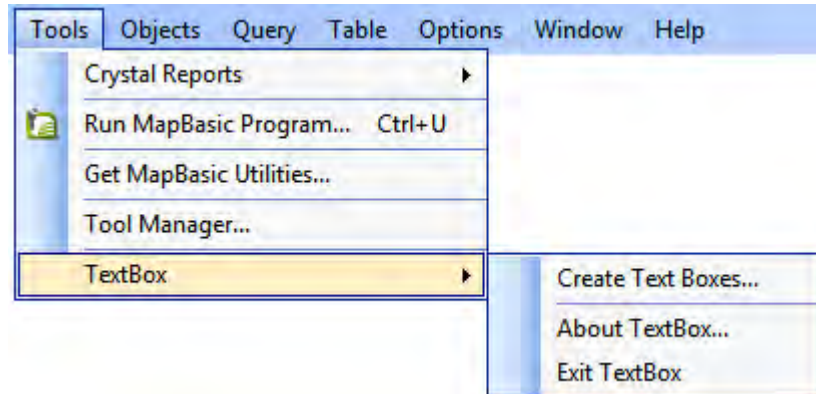 Tools Objects Query Table Options Window Help
Crystal Reports
Run MapBasic Program... Ctrl+U
Get MapBasic Utilities...
Tool Manager...
TextBox
Create Text Boxes...
About TextBox...
Exit TextBox